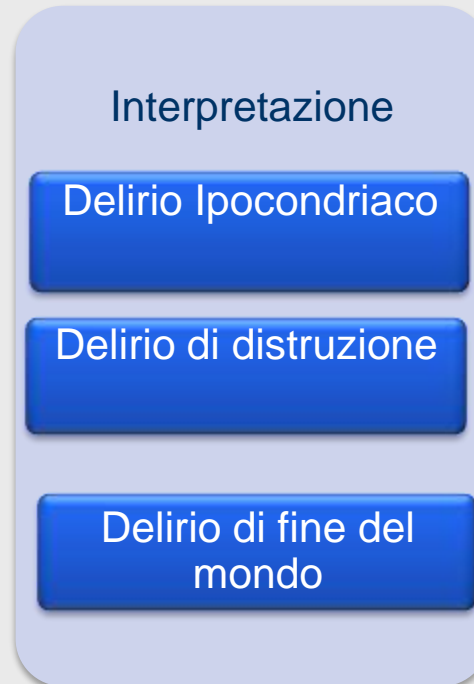 Interpretazione
Delirio Ipocondriaco
Delirio di distruzione
Delirio di fine del
mondo